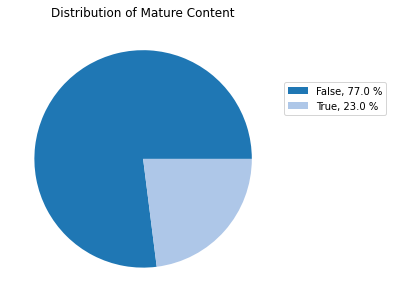 Distribution of Mature Content
False, 77.0 %
True, 23.0 %